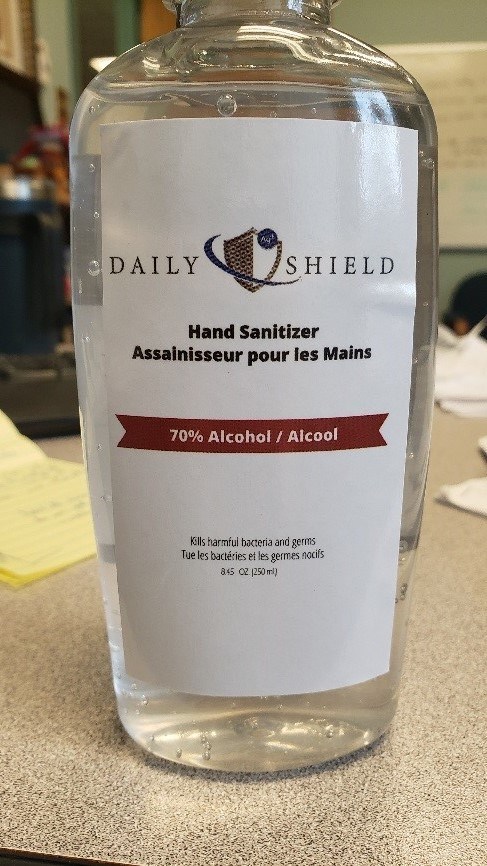 DAILY SHIELD
Ag+
Hand Sanitizer
Assainisseur pour les Mains
70% Alcohol / Alcool
Kills harmful bacteria and germs
Tue les bactéries et les germes nocifs
8.45 OZ (250 ml)